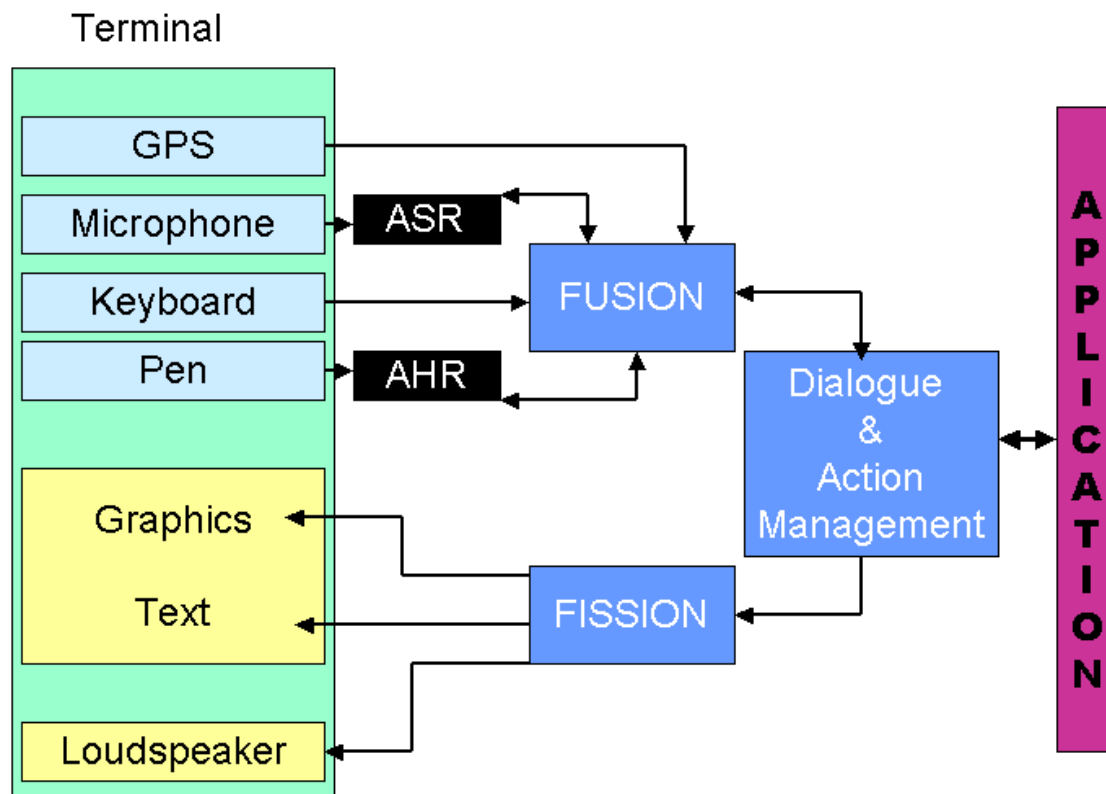 Terminal
GPS
Microphone
ASR
Keyboard
FUSION
Pen
AHR
Dialogue
&
Action
Management
Graphics
Text
FISSION
Loudspeaker
APPLICATION